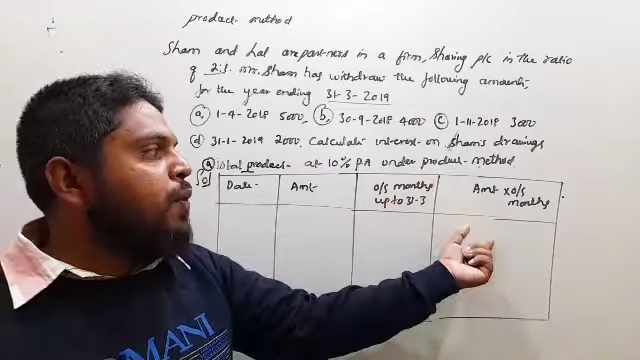 product method
Sham and Lal are partners in a firm, sharing p/c in the ratio
of 2:1. mr. Sham has withdraw the following amounts,
for the year ending 31-3-2019
(a) 1-4-2018 5000 (b) 30-9-2018 4000 (c) 1-11-2018 3000
(d) 31-1-2019 2000. Calculate interest on Sham's drawings
product at 10% P.A under product method.
Date Amt O/S months up to 31-3 Amt x O/S months
MANI